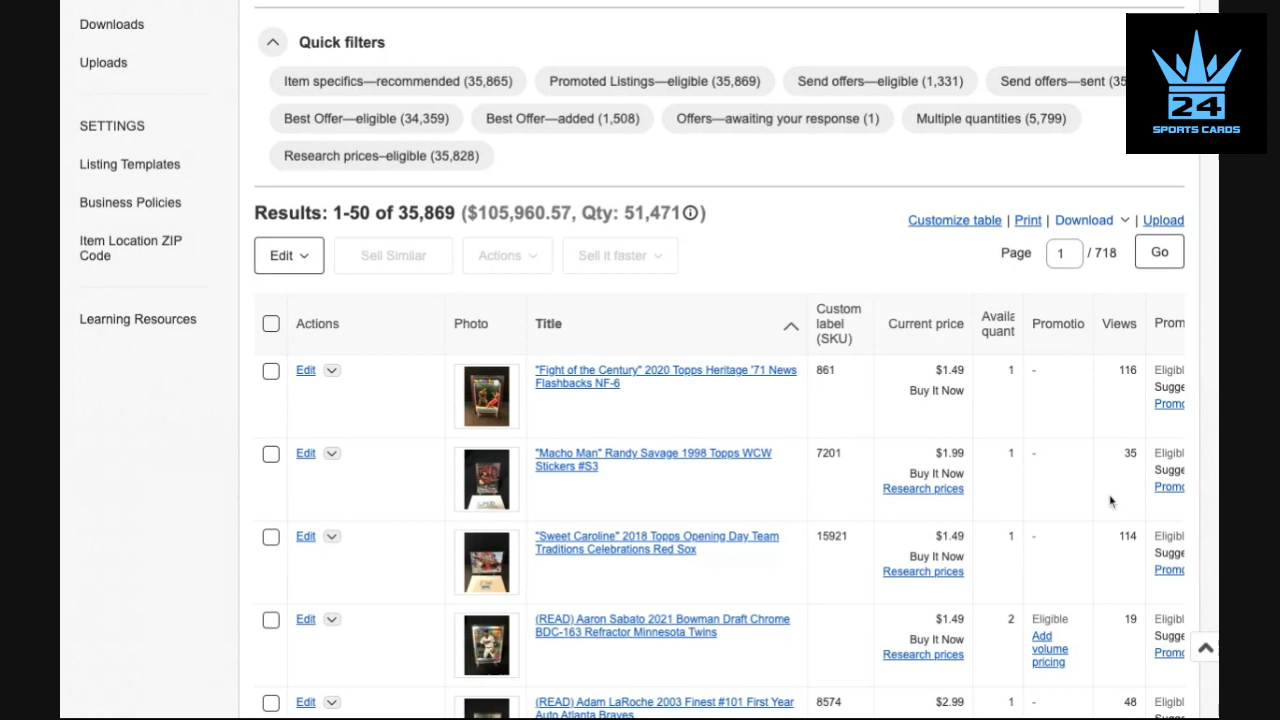 Downloads
Uploads
SETTINGS
Listing Templates
Business Policies
Item Location ZIP
Code
Learning Resources
Quick filters
Item specifics—recommended (35,865)
Promoted Listings—eligible (35,869)
Send offers—eligible (1,331)
Send offers—sent (35
Best Offer—eligible (34,359)
Best Offer—added (1,508)
Offers—awaiting your response (1)
Multiple quantities (5,799)
Research prices–eligible (35,828)
24
SPORTS CARDS
Results: 1-50 of 35,869 ($105,960.57, Qty: 51,471)
Customize table | Print | Download | Upload
Edit
Sell Similar
Actions
Sell it faster
Page 1 / 718 Go
Actions
Photo
Title
Custom
label
(SKU)
Current price
Availa
quant
Promotio
Views
Prom
Edit
"Fight of the Century" 2020 Topps Heritage '71 News
Flashbacks NF-6
861
$1.49
Buy It Now
1
-
116
Eligibl
Sugge
Promo
Edit
"Macho Man" Randy Savage 1998 Topps WCW
Stickers #S3
7201
$1.99
Buy It Now
Research prices
1
-
35
Eligibl
Sugge
Promo
Edit
"Sweet Caroline" 2018 Topps Opening Day Team
Traditions Celebrations Red Sox
15921
$1.49
Buy It Now
Research prices
1
-
114
Eligibl
Sugge
Promo
Edit
(READ) Aaron Sabato 2021 Bowman Draft Chrome
BDC-163 Refractor Minnesota Twins
$1.49
Buy It Now
Research prices
2
Eligible
Add
volume
pricing
19
Eligibl
Sugge
Promo
Edit
(READ) Adam LaRoche 2003 Finest #101 First Year
Auto Atlanta Braves
8574
$2.99
1
-
48
Eligibl